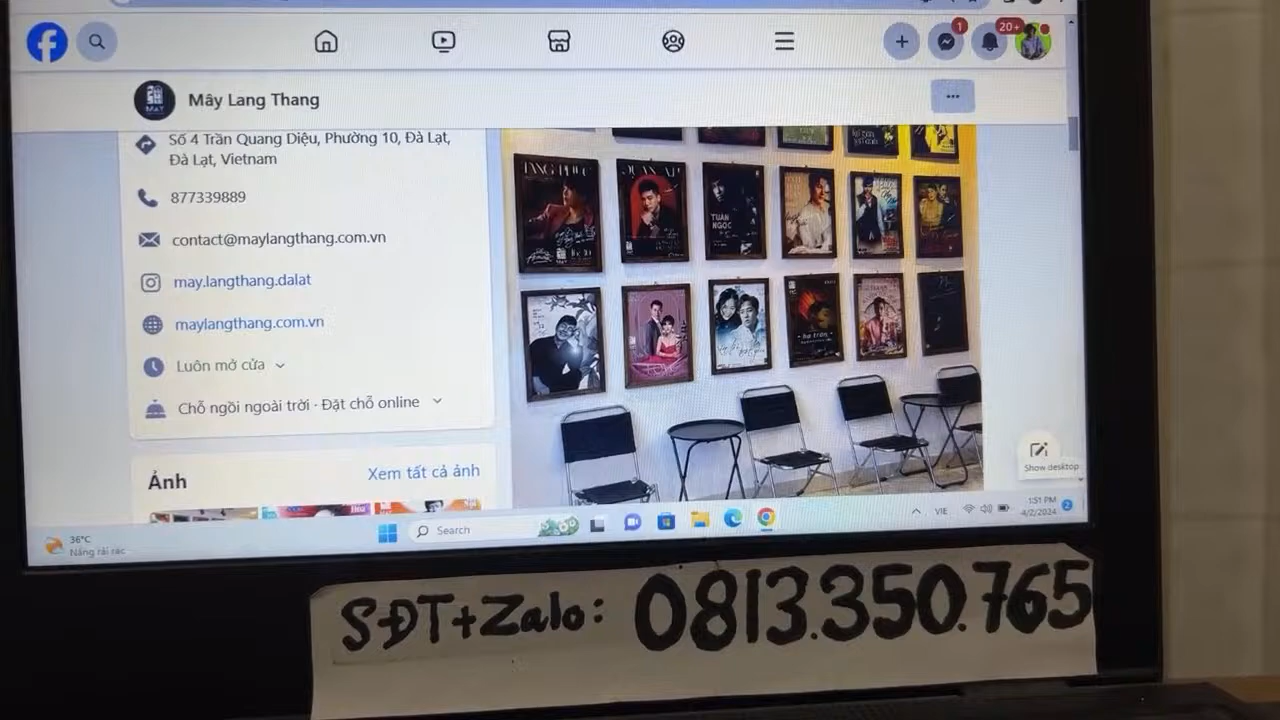 1
20+
Mây Lang Thang
Số 4 Trần Quang Diệu, Phường 10, Đà Lạt,
Đà Lạt, Vietnam
877339889
contact@maylangthang.com.vn
may.langthang.dalat
maylangthang.com.vn
Luôn mở cửa
Chỗ ngồi ngoài trời · Đặt chỗ online
Ảnh
Xem tất cả ảnh
TUẤN
NGỌC
Show desktop
36°C
Nắng rải rác
Search
VIE
1:51 PM
4/2/2024
2
SĐT+Zalo: 0813.350.765